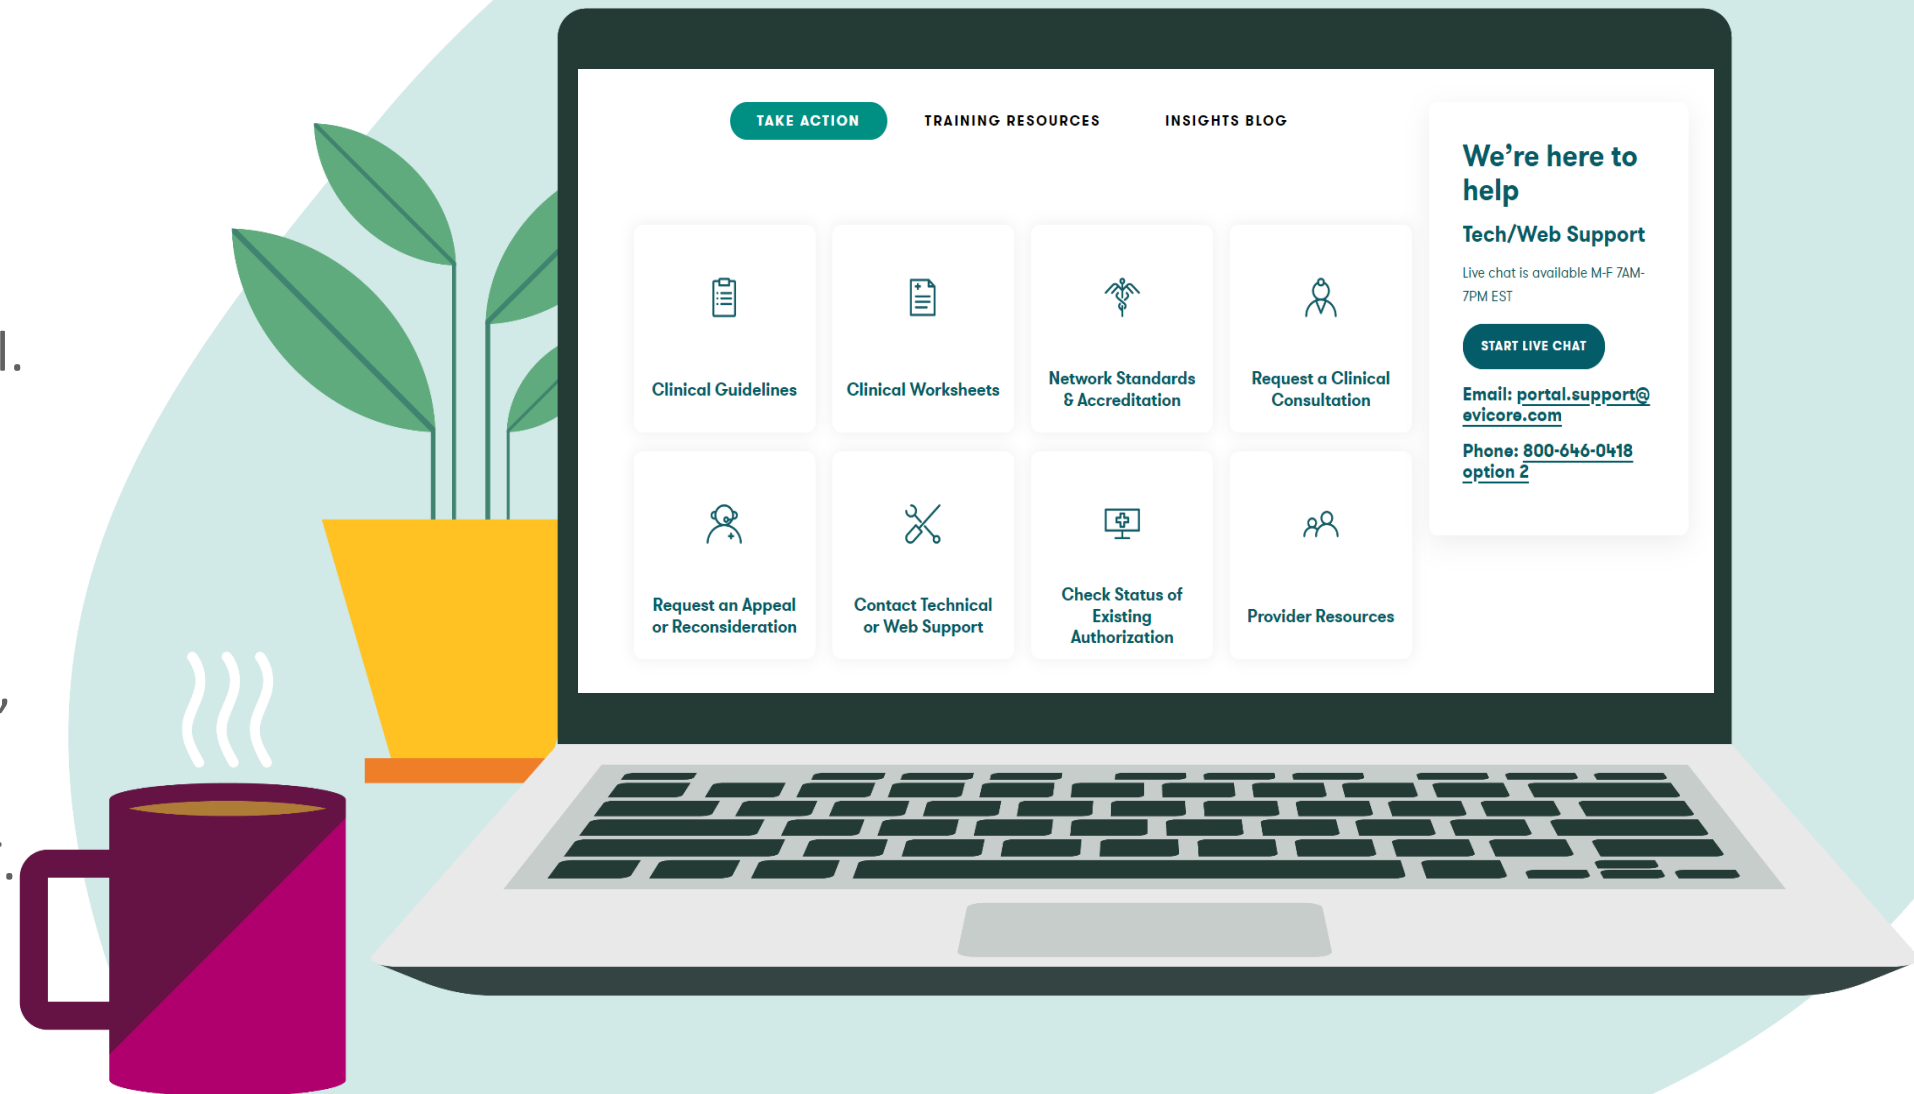 TAKE ACTION
TRAINING RESOURCES
INSIGHTS BLOG
We’re here to
help
Tech/Web Support
Live chat is available M-F 7AM-
7PM EST
START LIVE CHAT
Email: portal.support@
evicore.com
Phone: 800-646-0418
option 2
Clinical Guidelines
Clinical Worksheets
Network Standards
& Accreditation
Request a Clinical
Consultation
Request an Appeal
or Reconsideration
Contact Technical
or Web Support
Check Status of
Existing
Authorization
Provider Resources